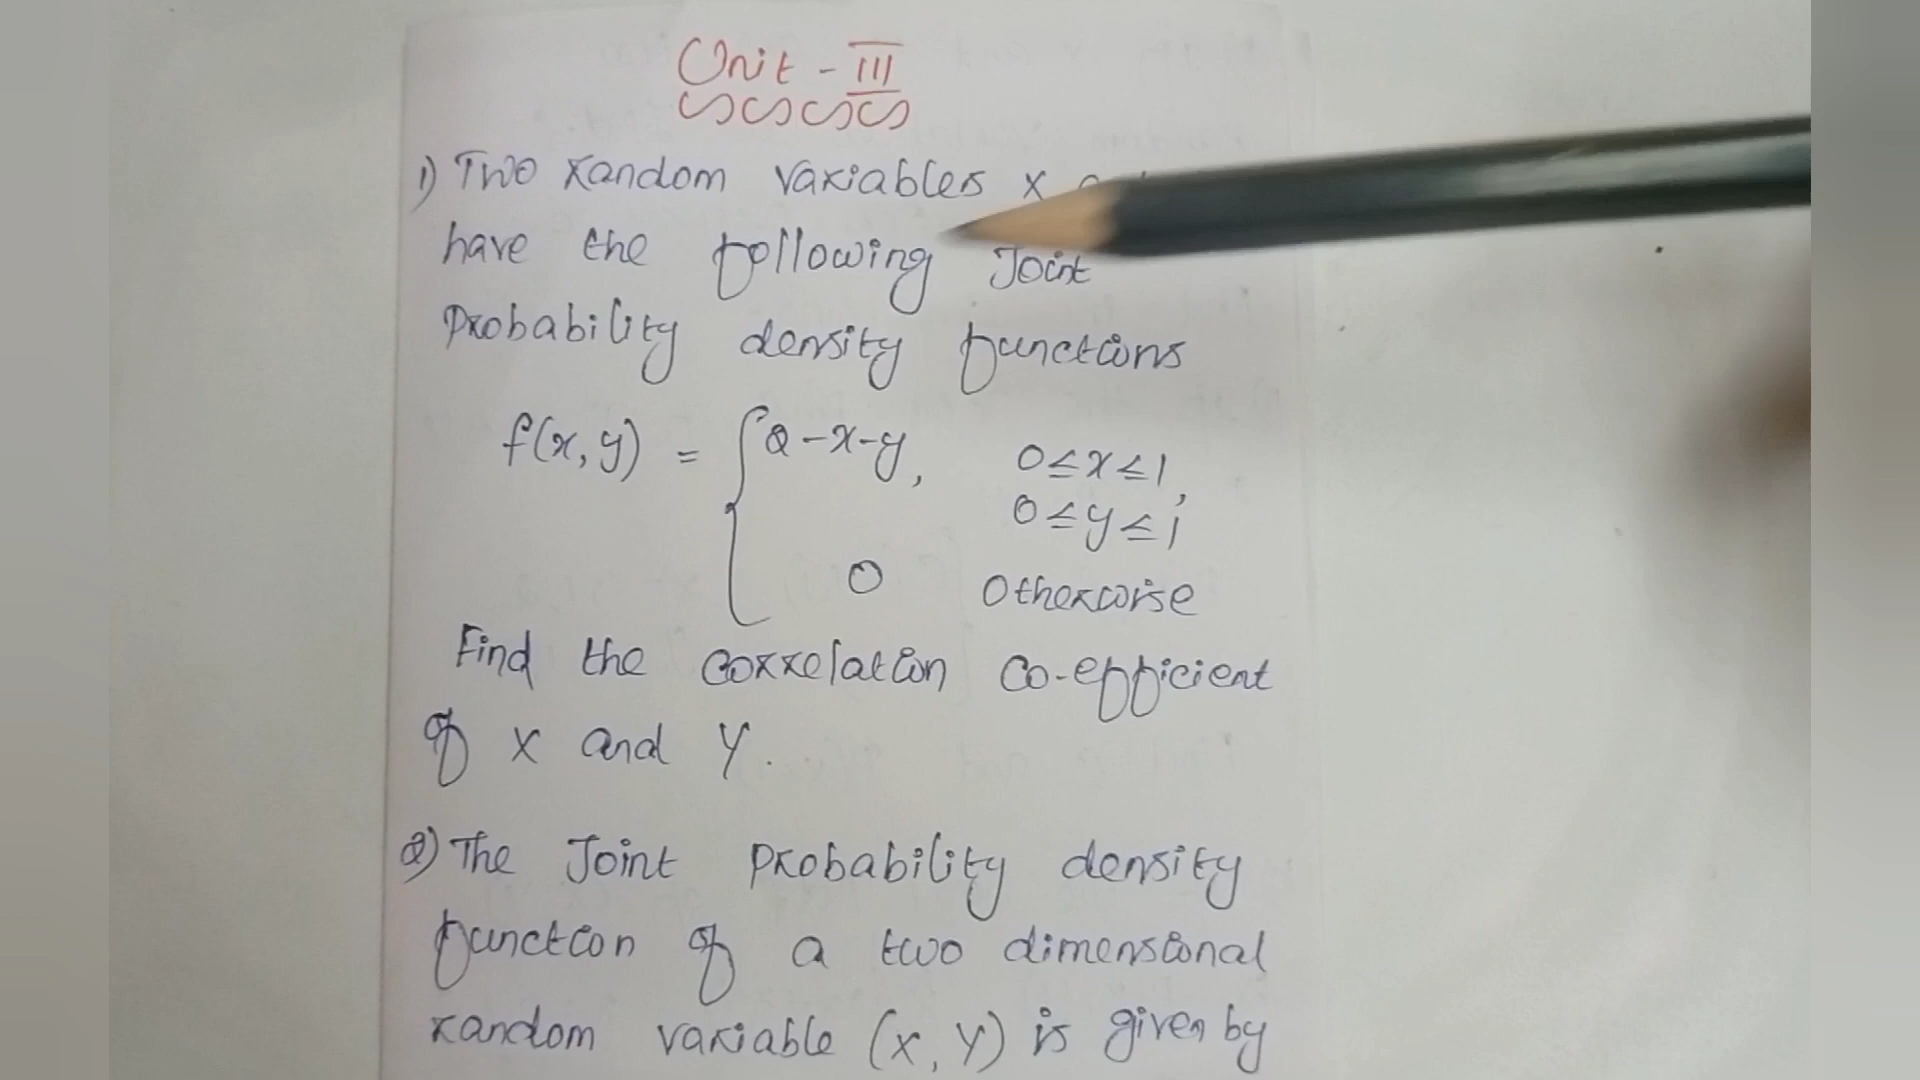 Unit - III
1) Two random variables X
have the following Joint
Probability density functions
f(x, y) = { 2-x-y, 0≤x≤1,
0≤y≤1
0 Otherwise
Find the correlation co-efficient
of X and Y.
2) The Joint Probability density
function of a two dimensional
random variable (X, Y) is given by